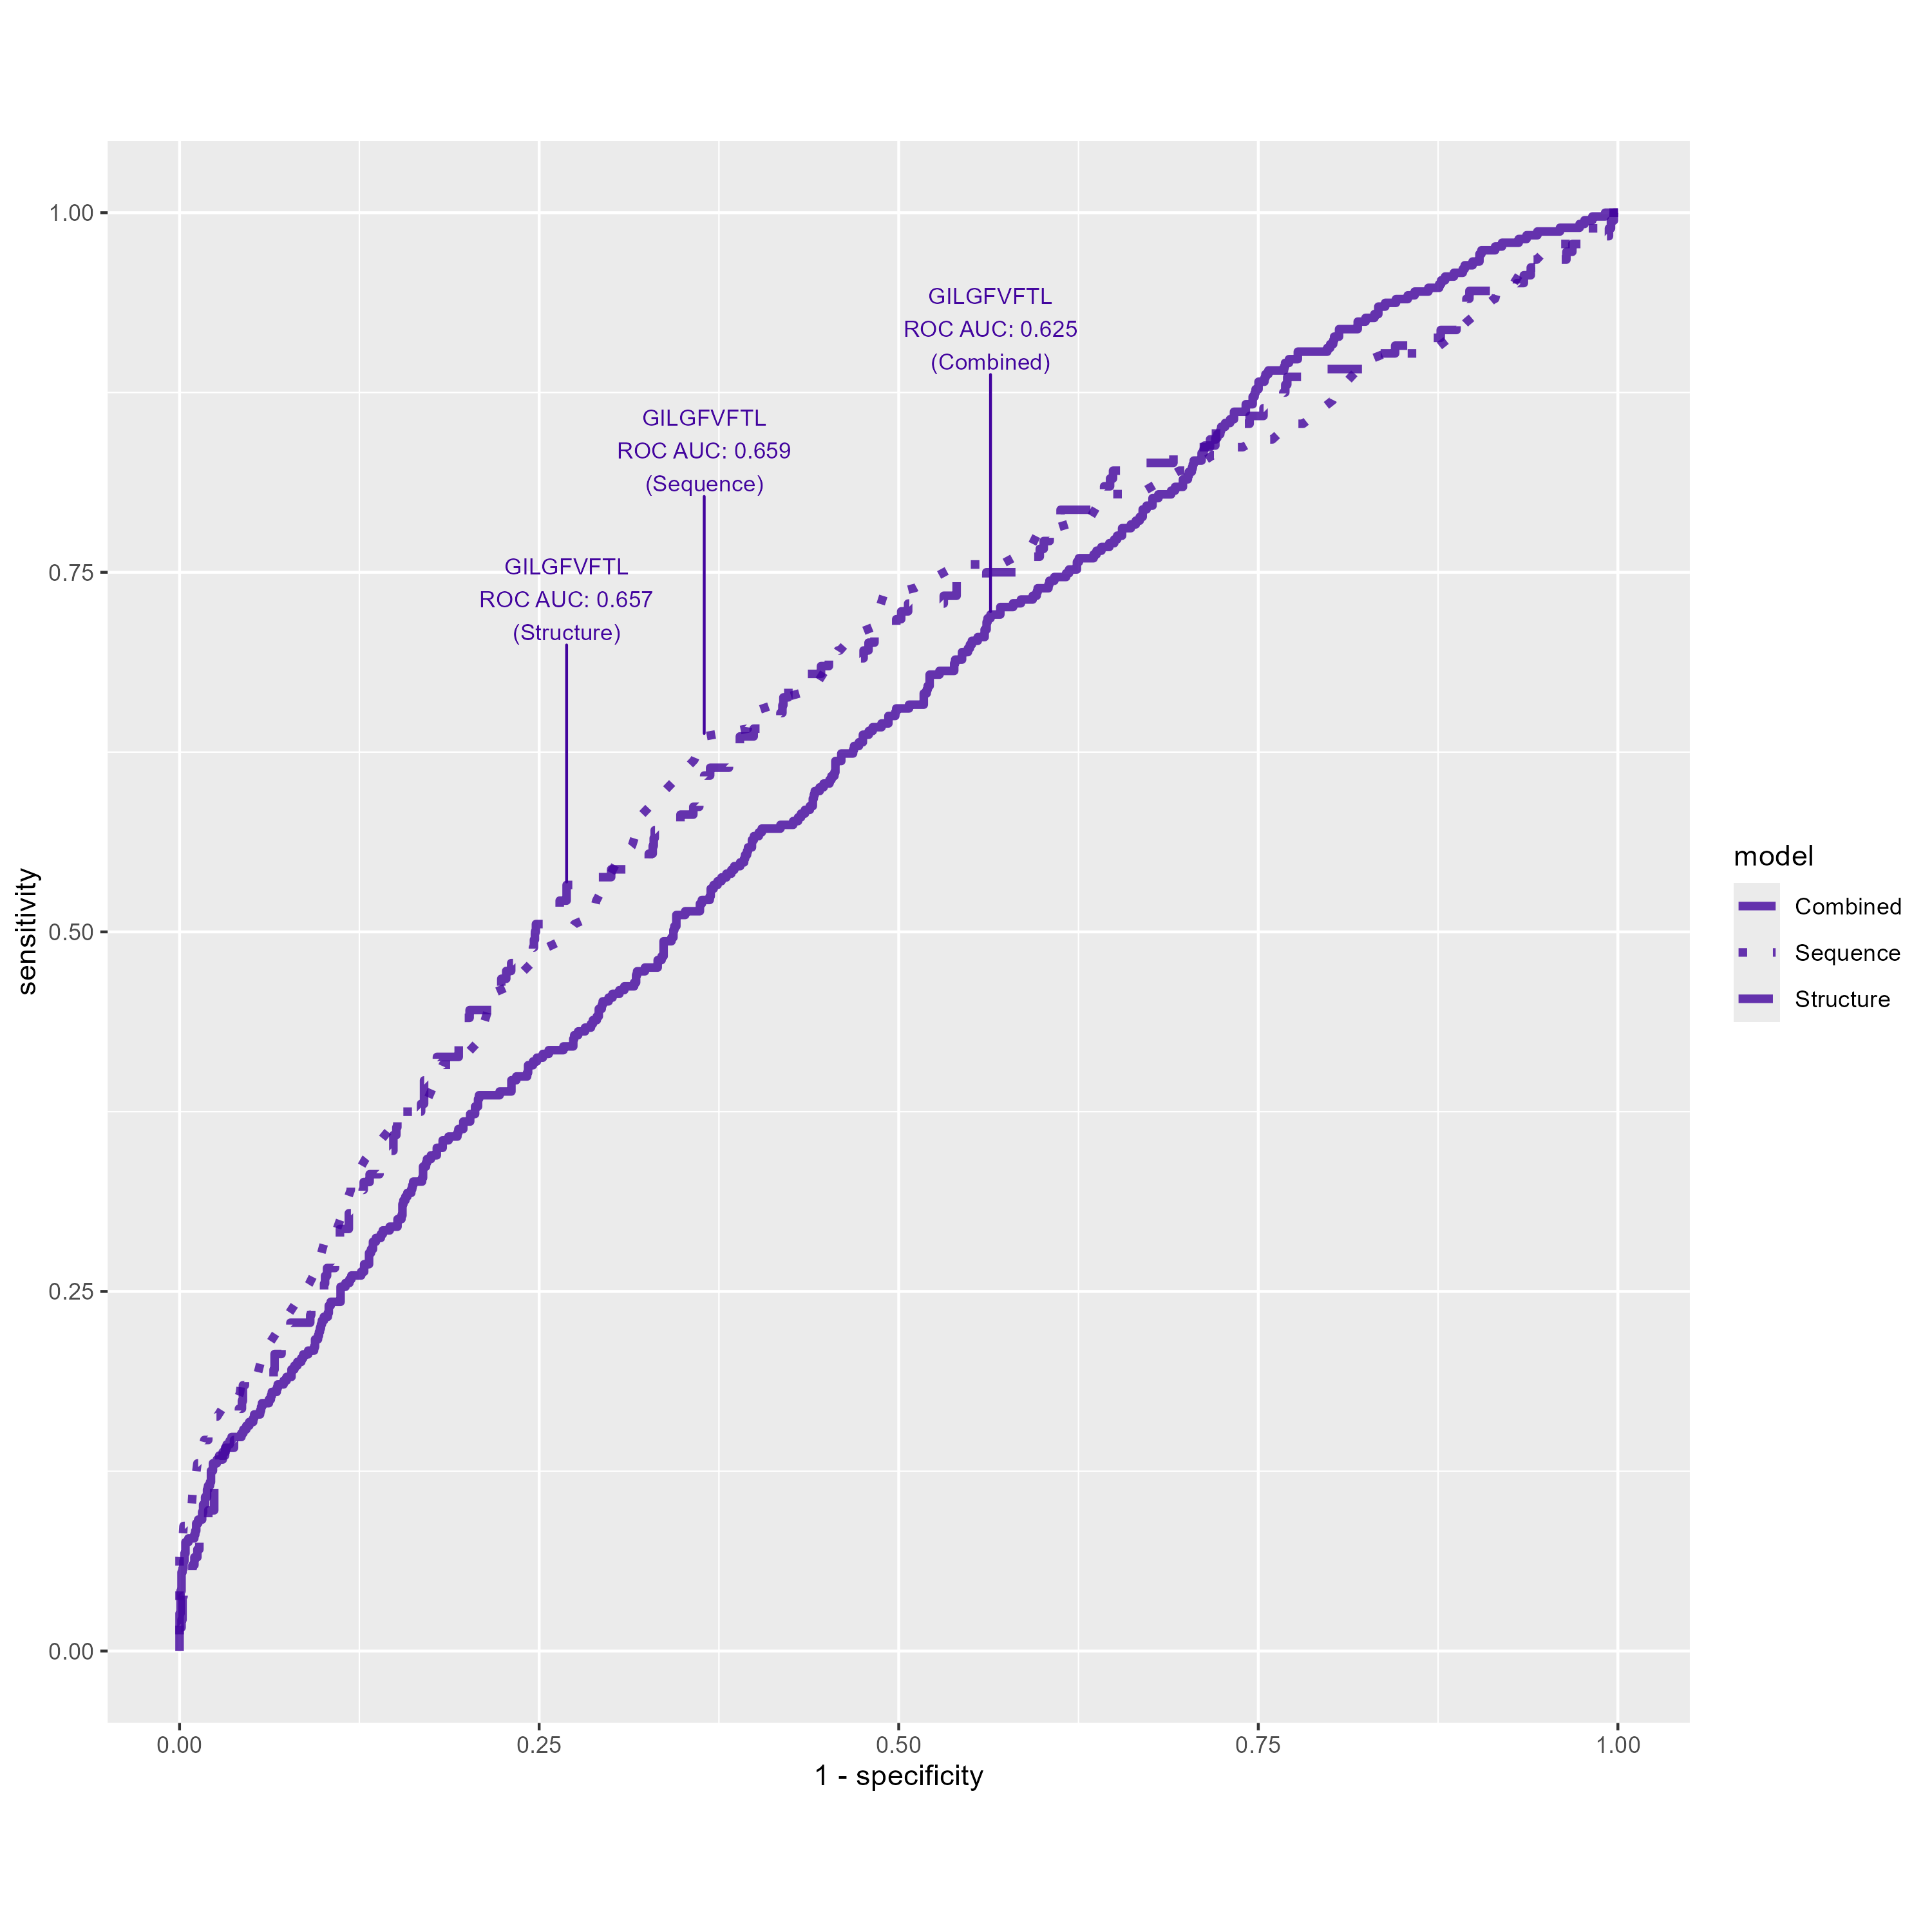 GILGFVFTL
ROC AUC: 0.625
(Combined)
GILGFVFTL
ROC AUC: 0.659
(Sequence)
GILGFVFTL
ROC AUC: 0.657
(Structure)
1.00
0.75
0.50
0.25
0.00
sensitivity
0.00
0.25
0.50
0.75
1.00
1 - specificity
model
Combined
Sequence
Structure